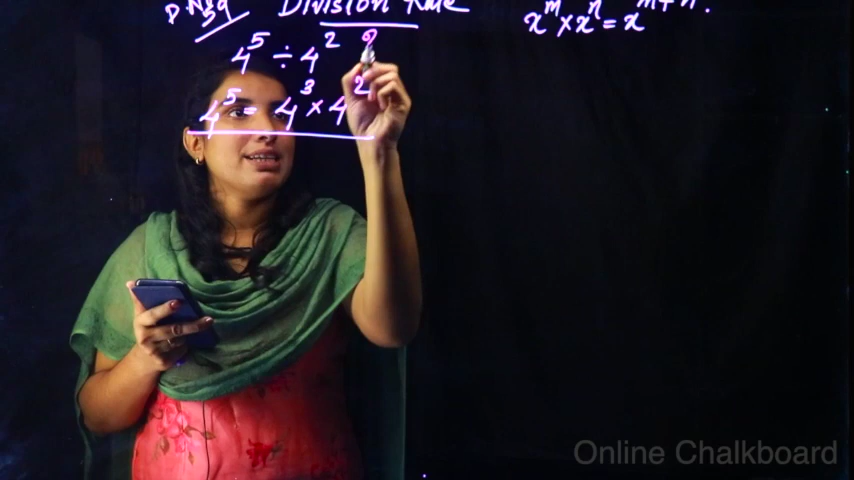 Division Rule
x^m × x^n = x^m+n.
4^5 ÷ 4^2
4^5 = 4^3 × 4^2
Online Chalkboard